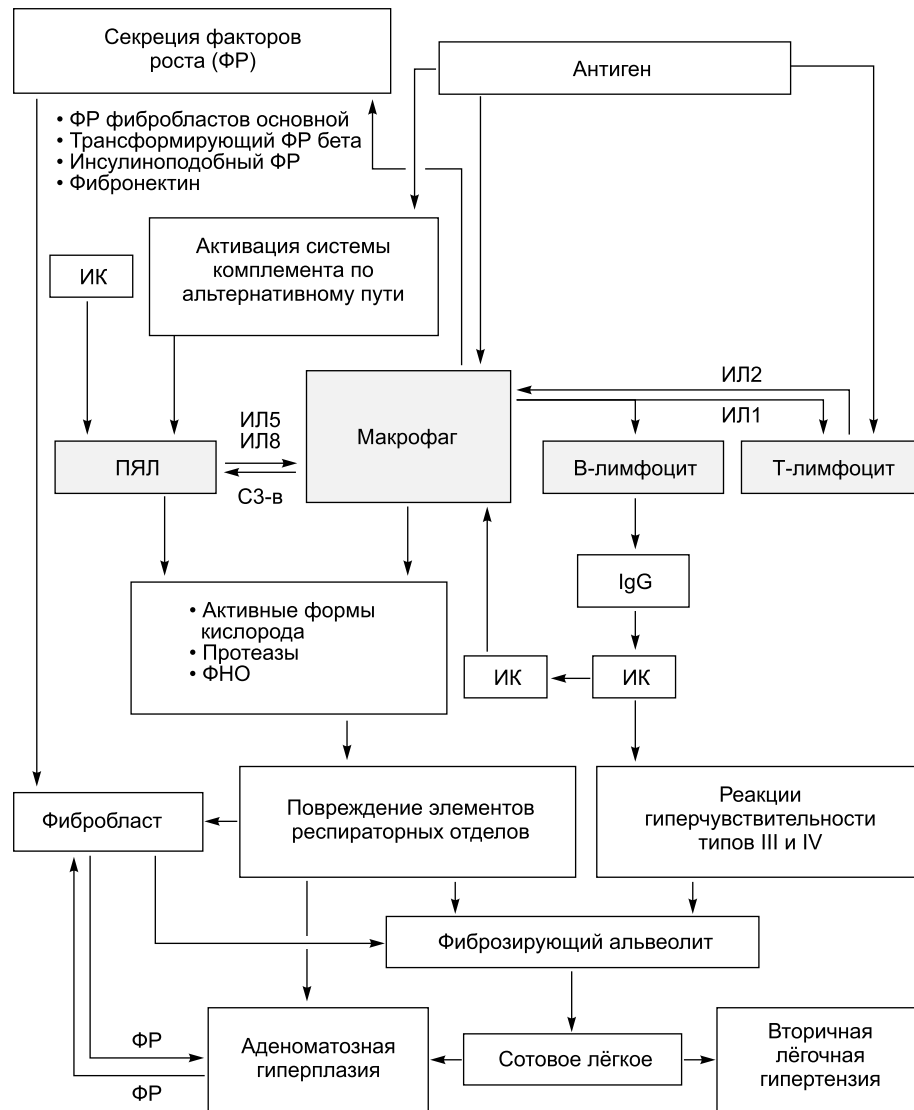 Секреция факторов
роста (ФР)
Антиген
• ФР фибробластов основной
• Трансформирующий ФР бета
• Инсулиноподобный ФР
• Фибронектин
Активация системы
комплемента по
альтернативному пути
ИК
ИЛ2
ИЛ1
ИЛ5
ИЛ8
Макрофаг
ПЯЛ
С3-в
В-лимфоцит
Т-лимфоцит
IgG
• Активные формы
кислорода
• Протеазы
• ФНО
ИК
ИК
Фибробласт
Повреждение элементов
респираторных отделов
Реакции
гиперчувствительности
типов III и IV
Фиброзирующий альвеолит
ФР
ФР
Аденоматозная
гиперплазия
Сотовое лёгкое
Вторичная
лёгочная
гипертензия